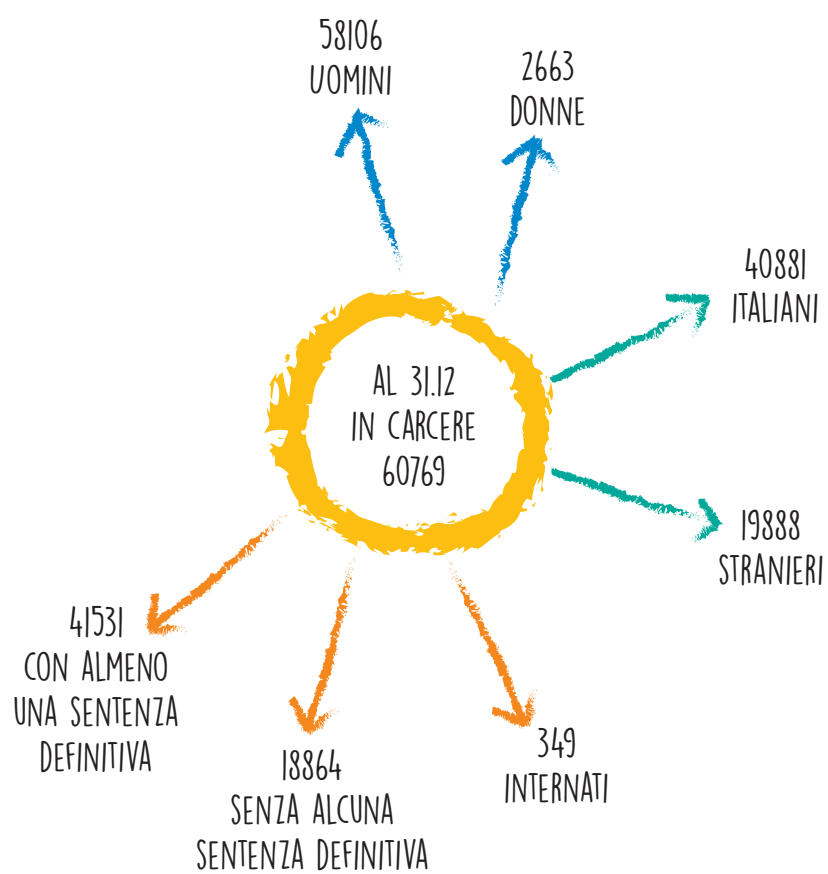 58106
UOMINI
2663
DONNE
40881
ITALIANI
AL 31.12
IN CARCERE
60769
19888
STRANIERI
41531
CON ALMENO
UNA SENTENZA
DEFINITIVA
18864
SENZA ALCUNA
SENTENZA DEFINITIVA
349
INTERNATI